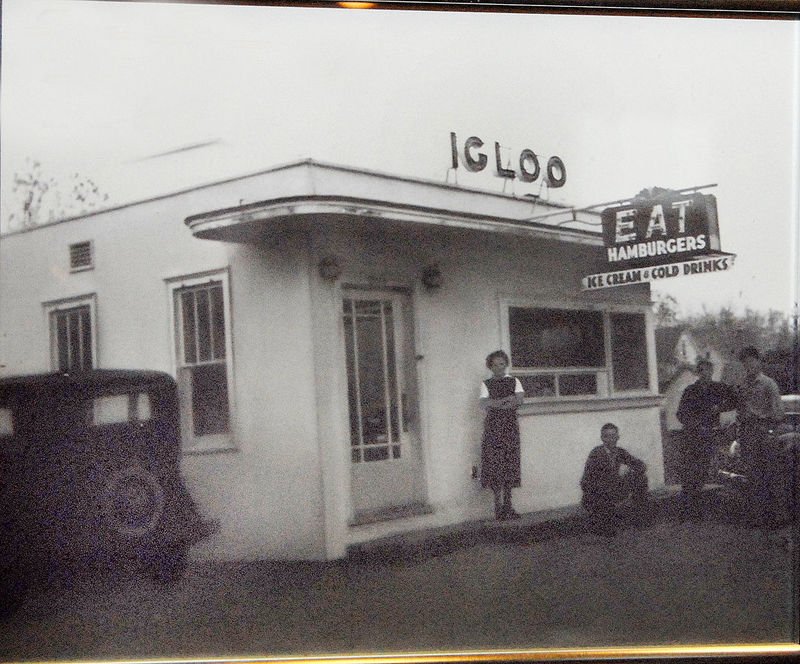 IGLOO
EAT
HAMBURGERS
ICE CREAM & COLD DRINKS